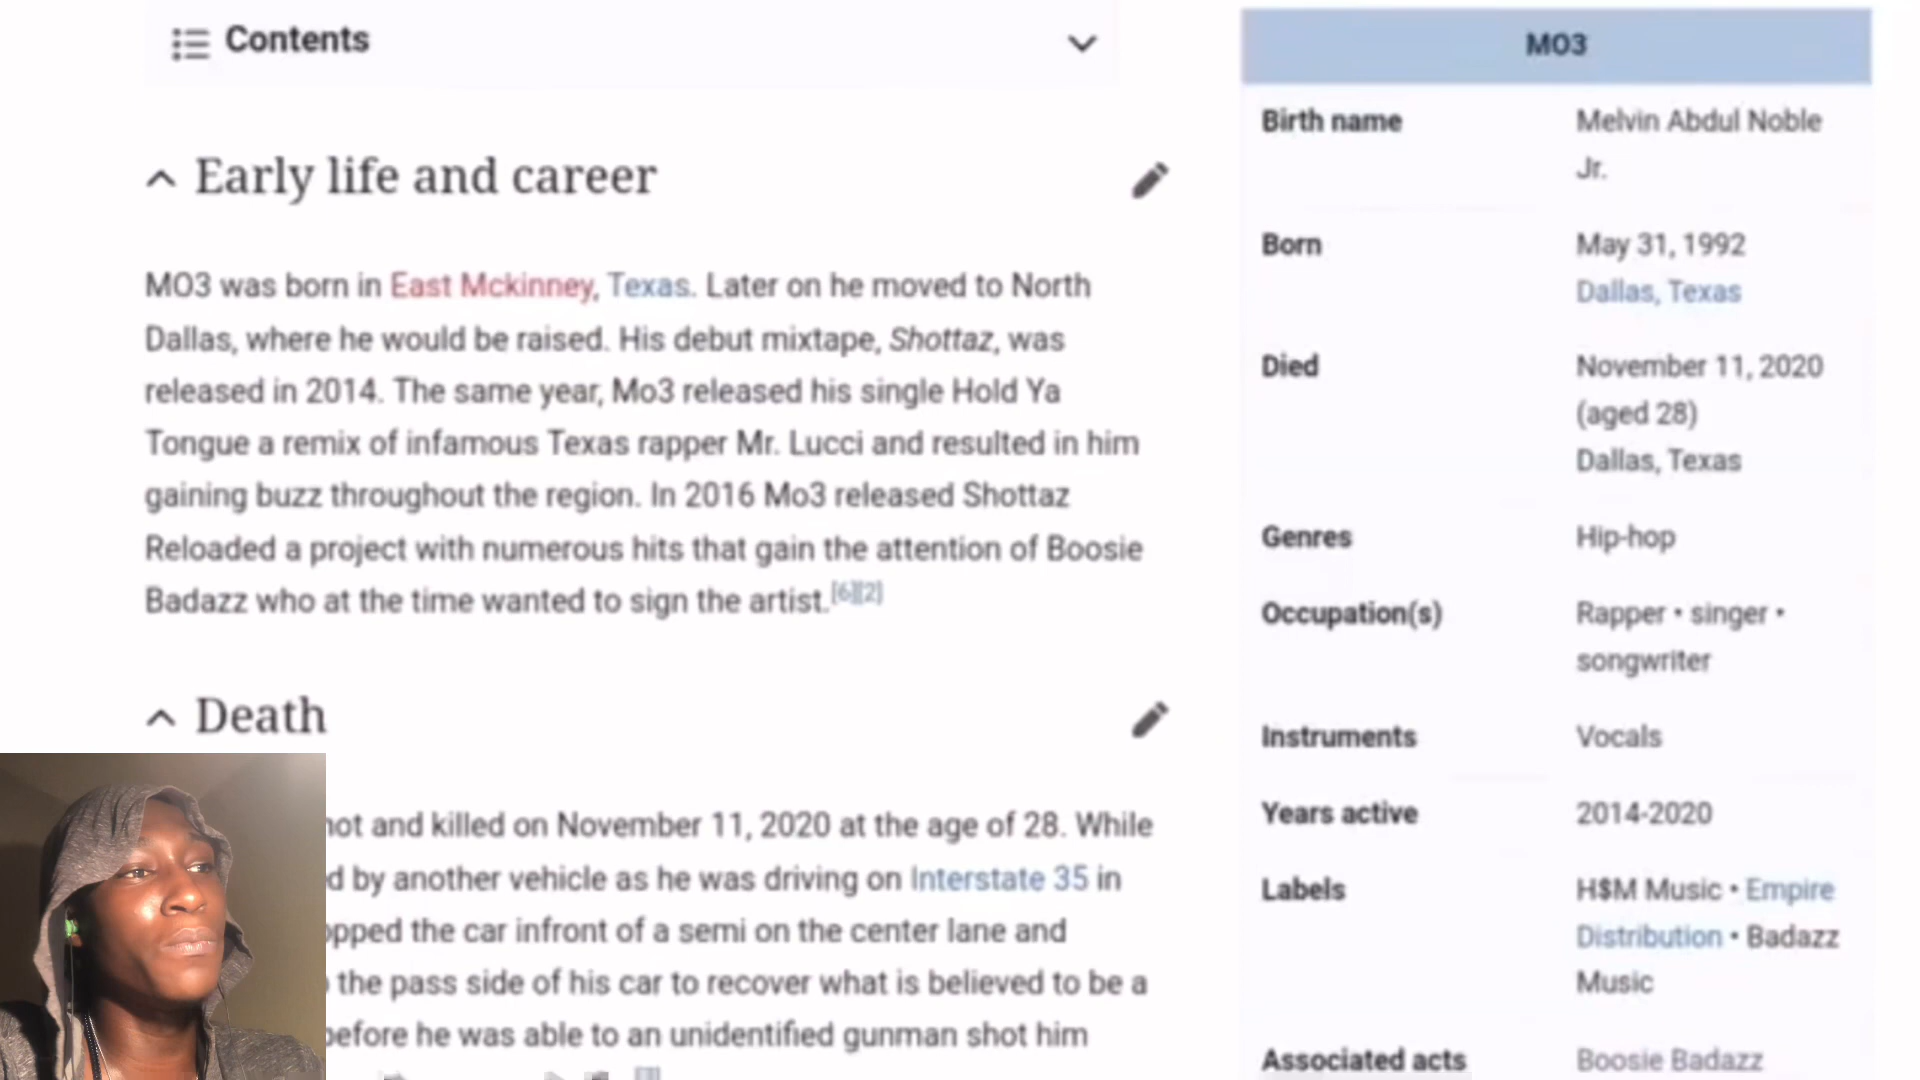 Contents
Early life and career
MO3 was born in East Mckinney, Texas. Later on he moved to North
Dallas, where he would be raised. His debut mixtape, Shottaz, was
released in 2014. The same year, Mo3 released his single Hold Ya
Tongue a remix of infamous Texas rapper Mr. Lucci and resulted in him
gaining buzz throughout the region. In 2016 Mo3 released Shottaz
Reloaded a project with numerous hits that gain the attention of Boosie
Badazz who at the time wanted to sign the artist.[6][2]
Death
and killed on November 11, 2020 at the age of 28. While
by another vehicle as he was driving on Interstate 35 in
the car infront of a semi on the center lane and
the pass side of his car to recover what is believed to be a
before he was able to an unidentified gunman shot him
MO3
Birth name
Melvin Abdul Noble
Jr.
Born
May 31, 1992
Dallas, Texas
Died
November 11, 2020
(aged 28)
Dallas, Texas
Genres
Hip-hop
Occupation(s)
Rapper • singer •
songwriter
Instruments
Vocals
Years active
2014-2020
Labels
H$M Music • Empire
Distribution • Badazz
Music
Associated acts
Boosie Badazz